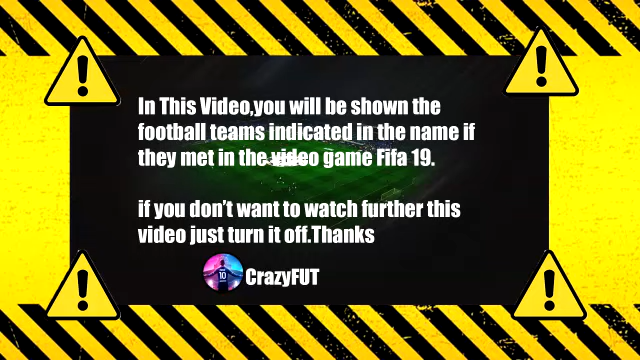 In This Video,you will be shown the
football teams indicated in the name if
they met in the video game Fifa 19.
if you don't want to watch further this
video just turn it off.Thanks
10
CrazyFUT